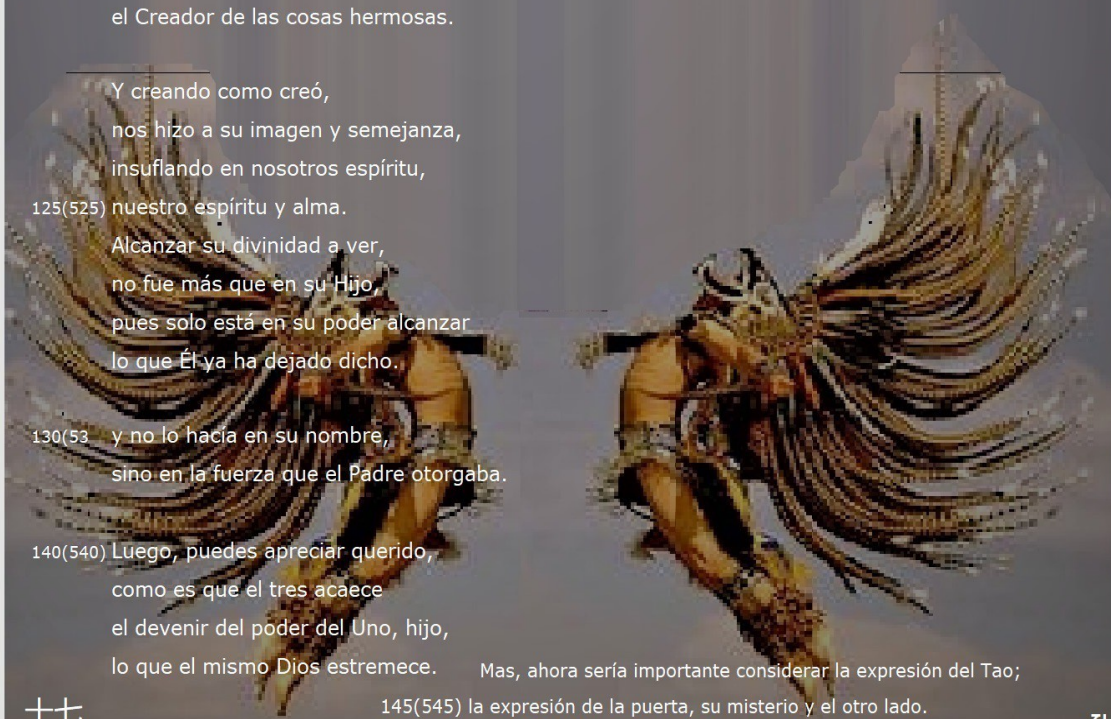 el Creador de las cosas hermosas.
Y creando como creó,
nos hizo a su imagen y semejanza,
insuflando en nosotros espíritu,
125(525) nuestro espíritu y alma.
Alcanzar su divinidad a ver,
no fue más que en su Hijo,
pues solo está en su poder alcanzar
lo que Él ya ha dejado dicho.
130(53 y no lo hacía en su nombre,
sino en la fuerza que el Padre otorgaba.
140(540) Luego, puedes apreciar querido,
como es que el tres acaece
el devenir del poder del Uno, hijo,
lo que el mismo Dios estremece.
Mas, ahora sería importante considerar la expresión del Tao;
145(545) la expresión de la puerta, su misterio y el otro lado.
十七